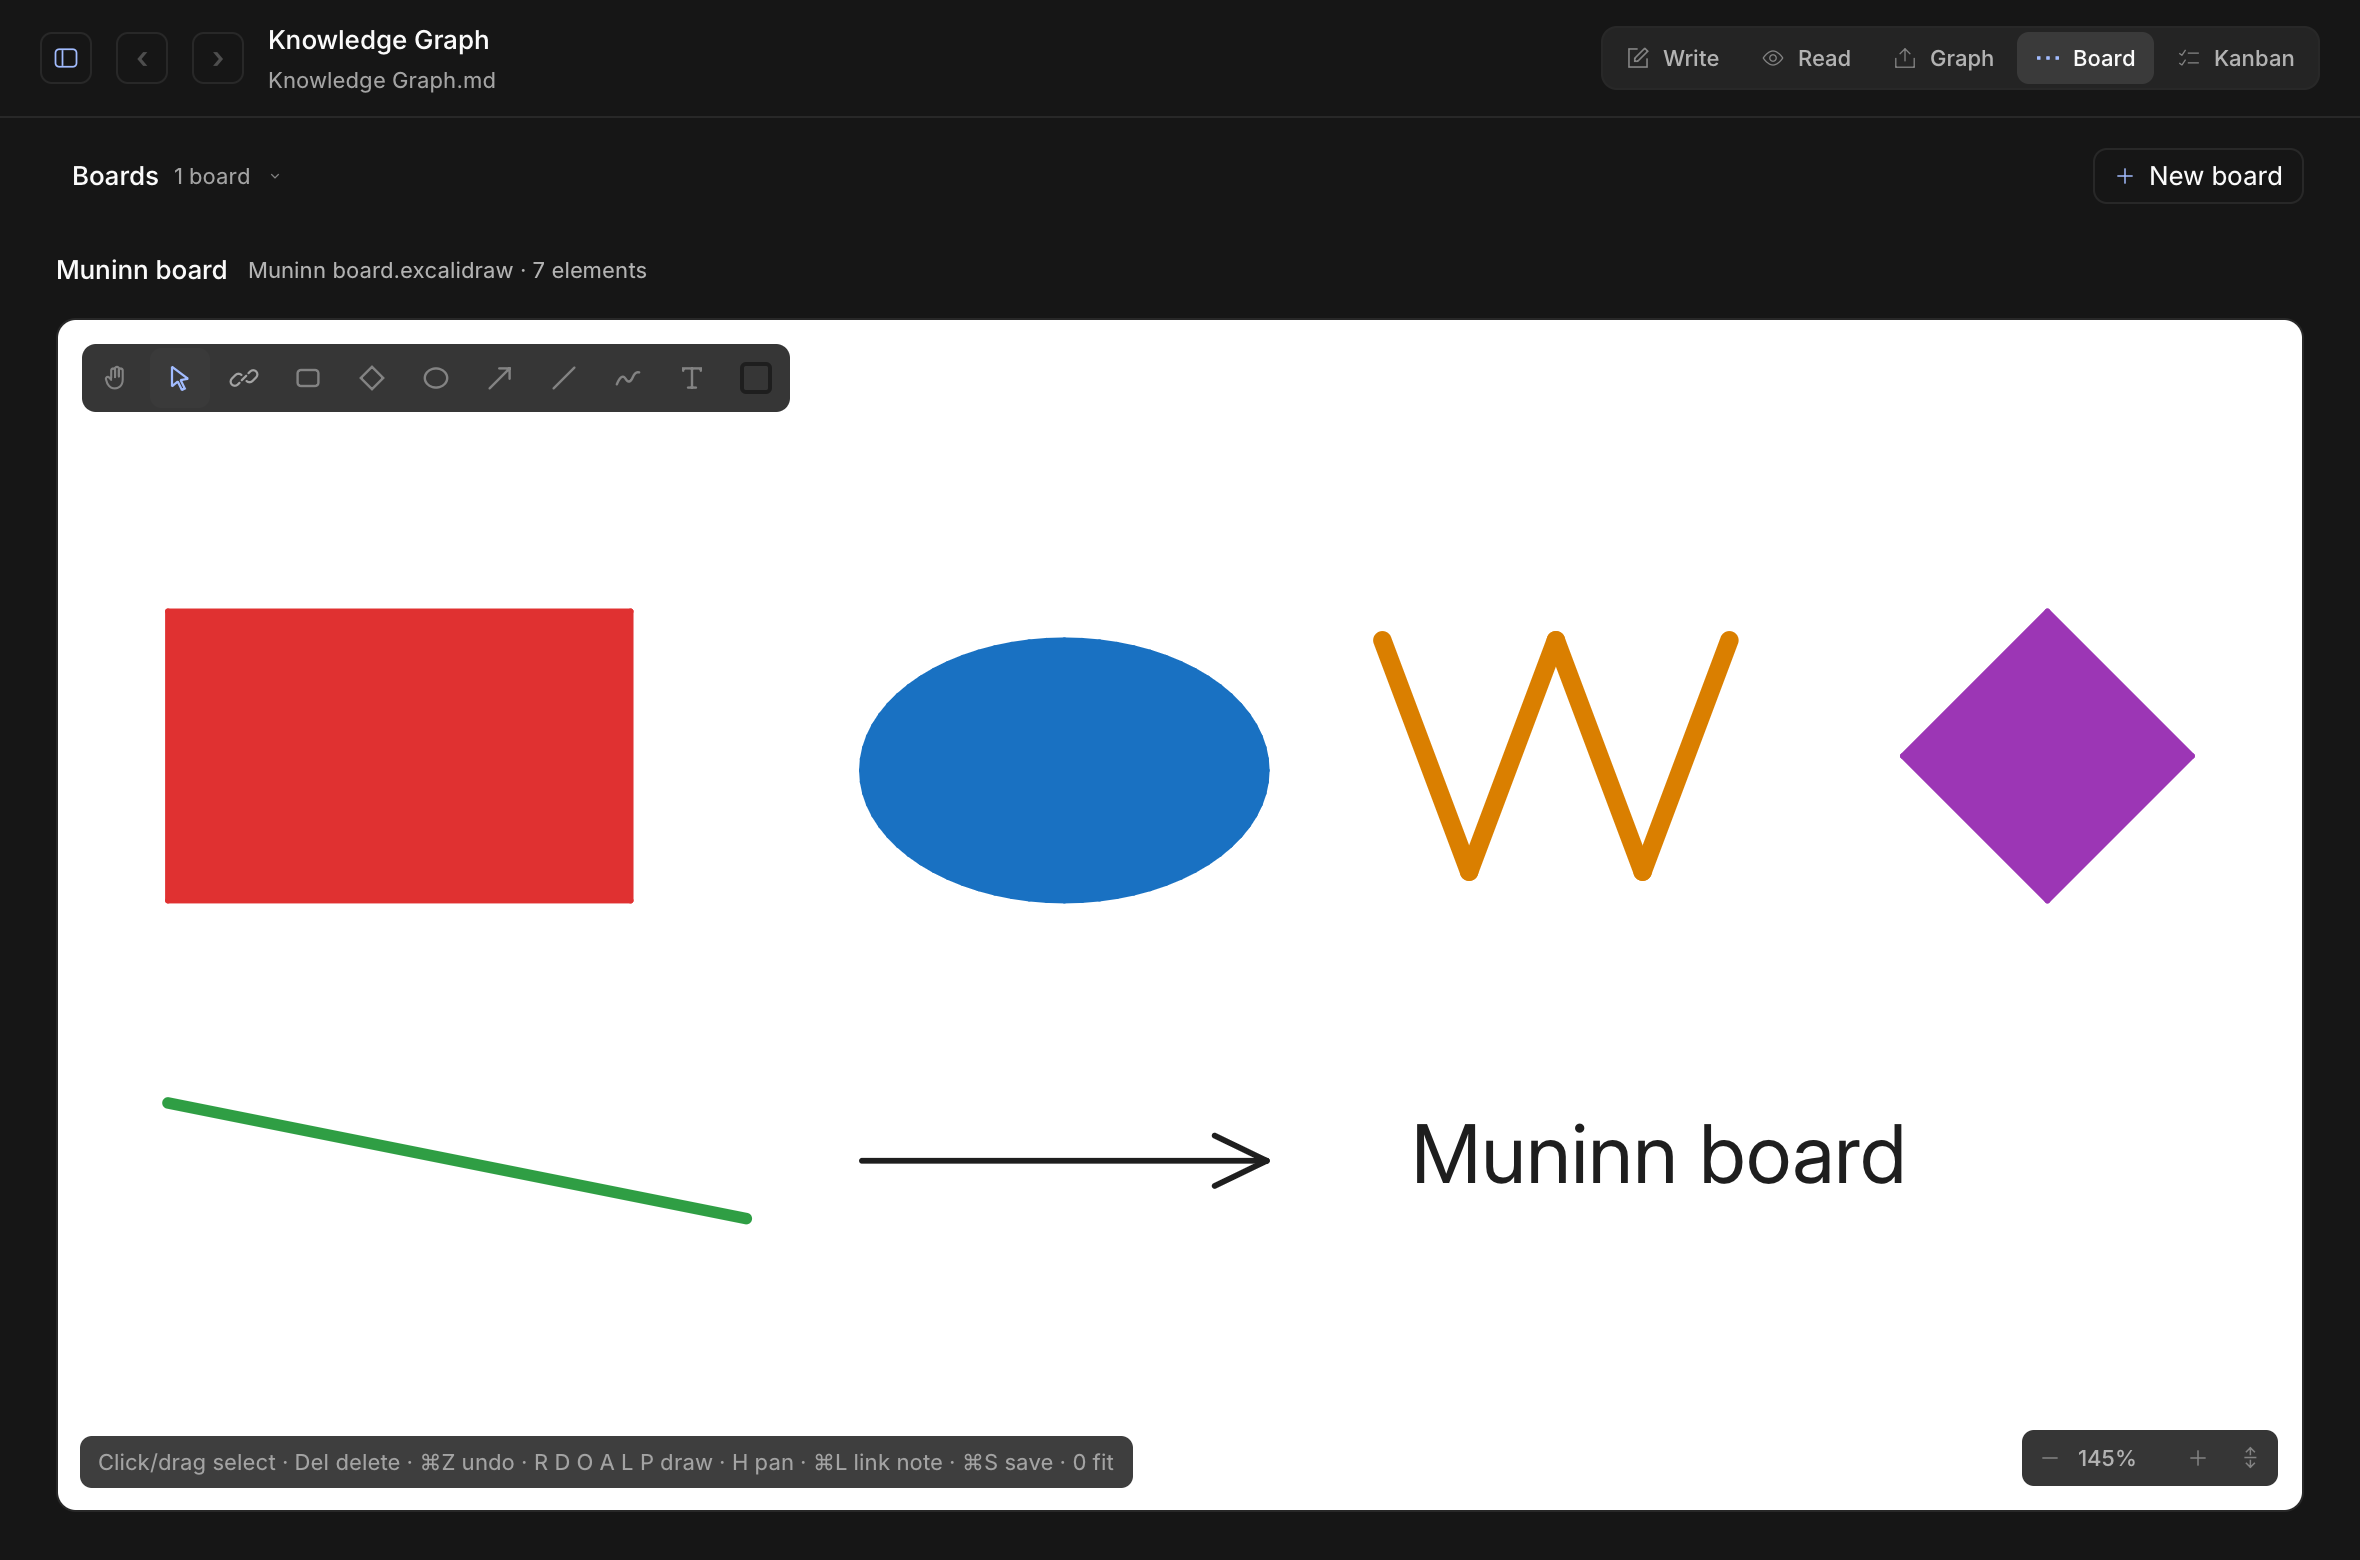 Knowledge Graph
Knowledge Graph.md
Write Read Graph Board Kanban
Boards 1 board
New board
Muninn board Muninn board.excalidraw · 7 elements
W
Muninn board
Click/drag select · Del delete · ⌘Z undo · R D O A L P draw · H pan · ⌘L link note · ⌘S save · 0 fit
145%